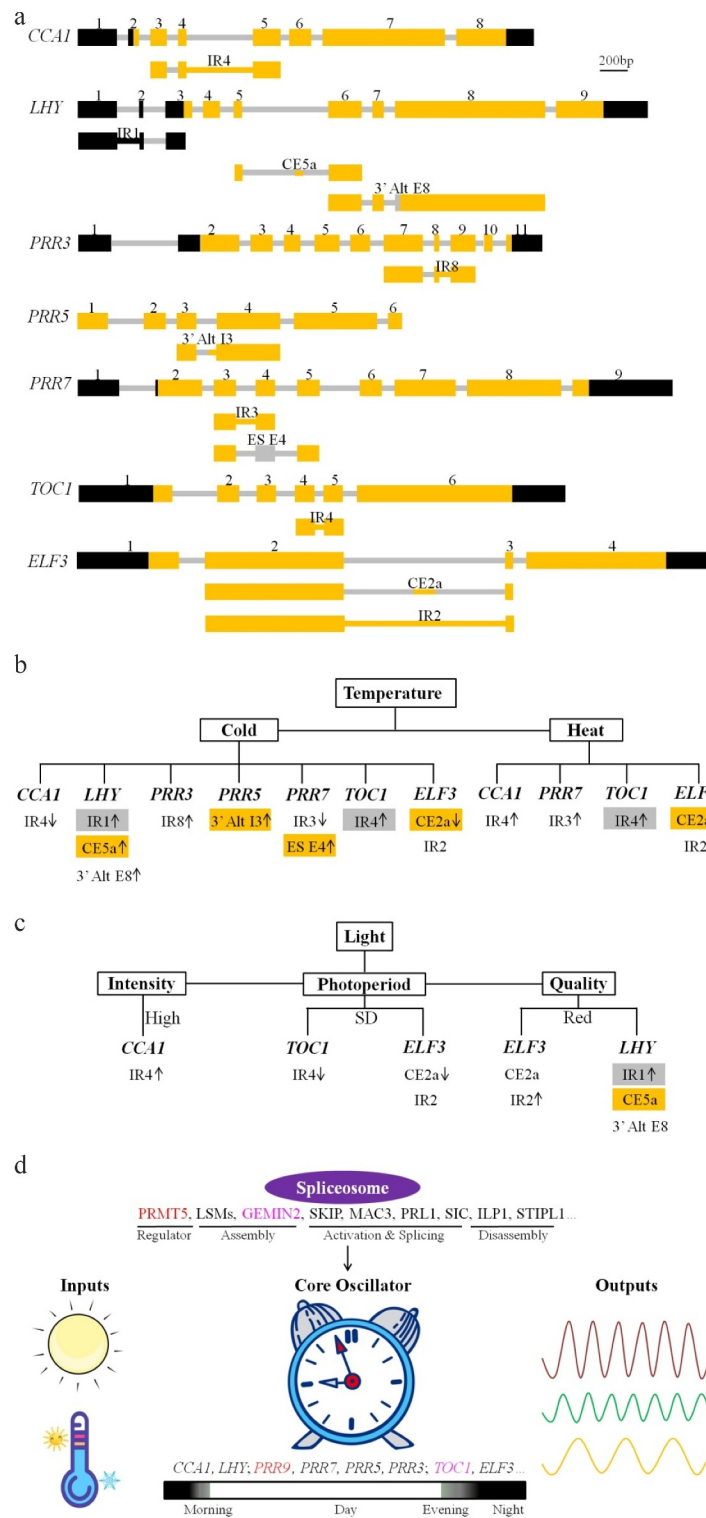 a
1 2 3 4 5 6 7 8
CCA1
200bp
IR4
1 2 3 4 5 6 7 8 9
LHY
IR1
CE5a
3’ Alt E8
1 2 3 4 5 6 7 8 9 10 11
PRR3
IR8
1 2 3 4 5 6
PRR5
3’ Alt I3
1 2 3 4 5 6 7 8 9
PRR7
IR3
ES E4
1 2 3 4 5 6
TOC1
IR4
1 2 3 4
ELF3
CE2a
IR2
b
Temperature
Cold Heat
CCA1 LHY PRR3 PRR5 PRR7 TOC1 ELF3 CCA1 PRR7 TOC1 ELF
IR4↓ IR1↑ IR8↑ 3’ Alt I3↑ IR3↓ IR4↑ CE2a↓ IR4↑ IR3↑ IR4↑ CE2a
CE5a↑ ES E4↑ IR2 IR2
3’ Alt E8↑
c
Light
Intensity Photoperiod Quality
High SD Red
CCA1 TOC1 ELF3 ELF3 LHY
IR4↑ IR4↓ CE2a↓ CE2a IR1↑
IR2 IR2↑ CE5a
3’ Alt E8
d
Spliceosome
PRMT5, LSMs, GEMIN2, SKIP, MAC3, PRL1, SIC, ILP1, STIPL1...
Regulator Assembly Activation & Splicing Disassembly
Inputs Core Oscillator Outputs
CCA1, LHY; PRR9, PRR7, PRR5, PRR3; TOC1, ELF3...
Morning Day Evening Night